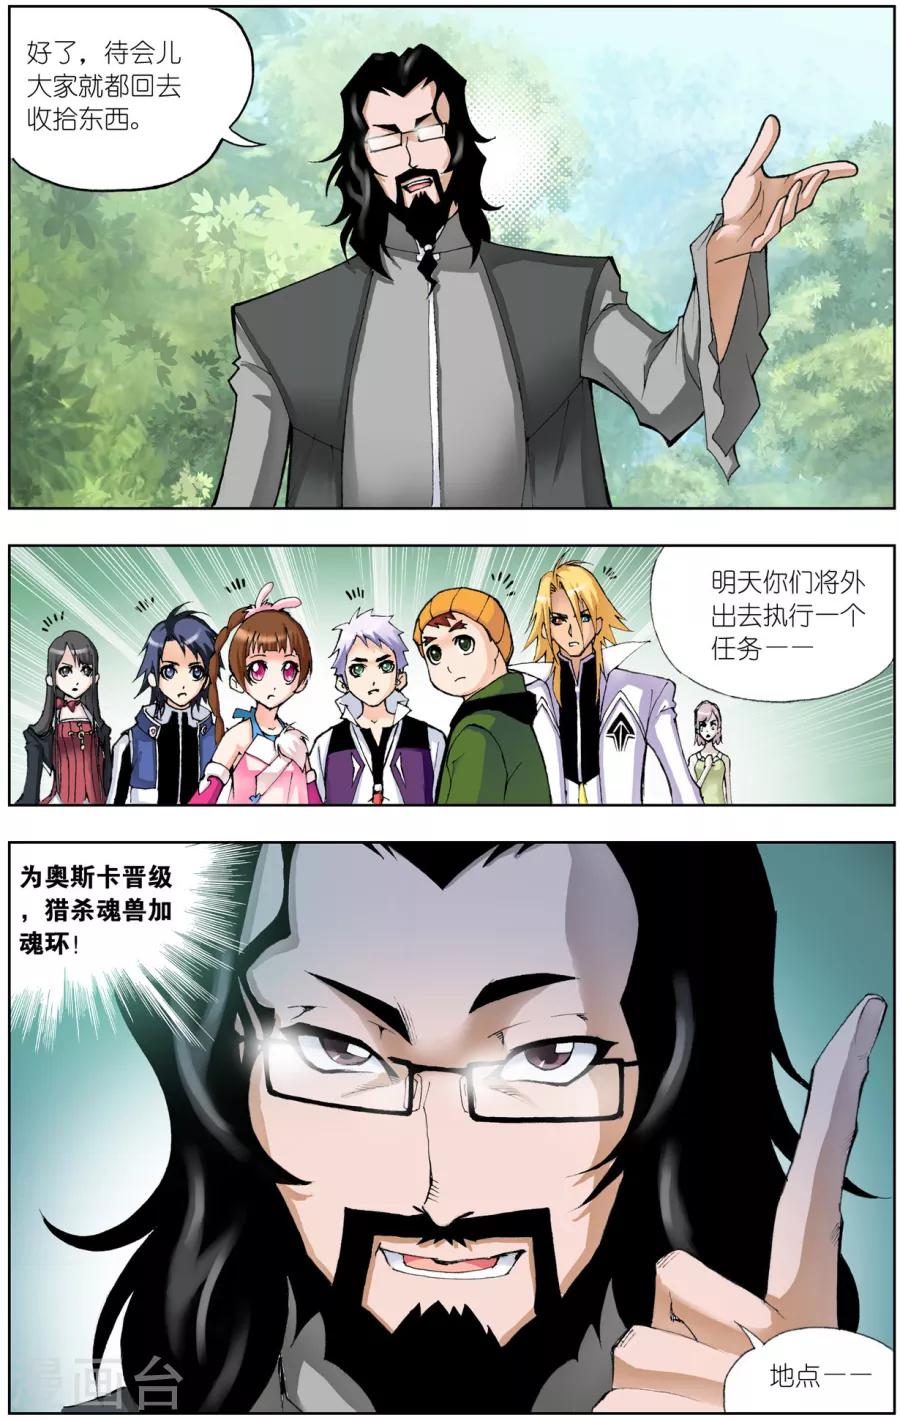 好了，待会儿
大家就都回去
收拾东西。
明天你们将外
出去执行一个
任务——
为奥斯卡晋级
，猎杀魂兽加
魂环！
地点——
漫画台